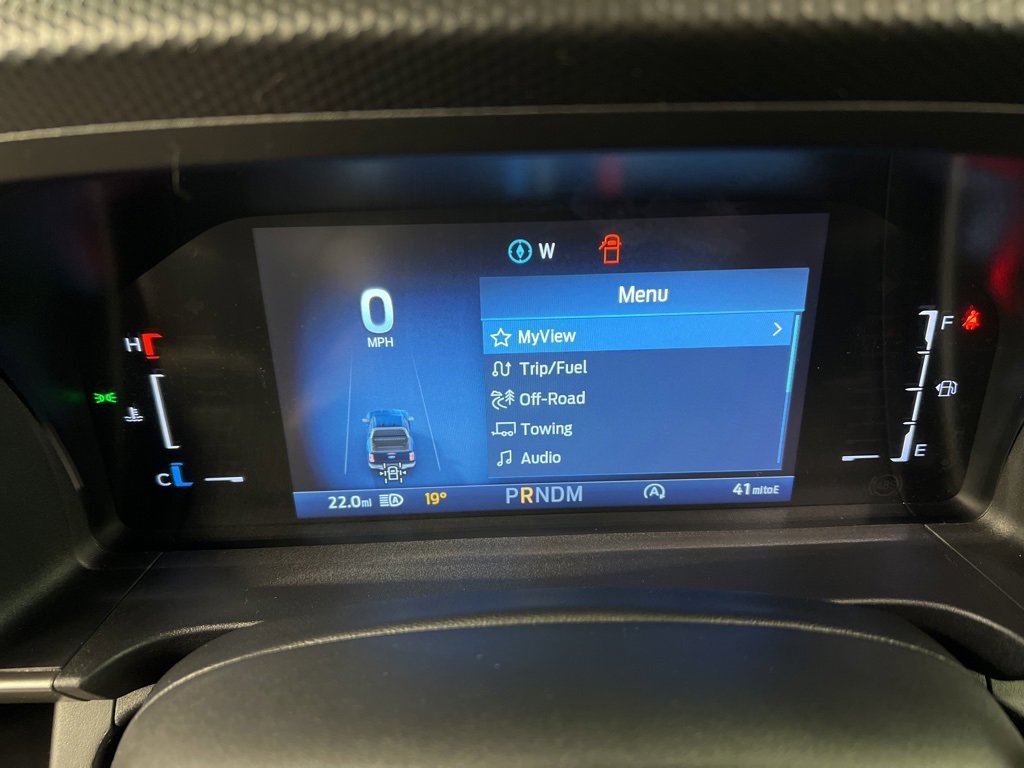 W
0
MPH
Menu
MyView
Trip/Fuel
Off-Road
Towing
Audio
H
C
F
E
22.0mi
A
19°
PRNDM
A
41mitoE